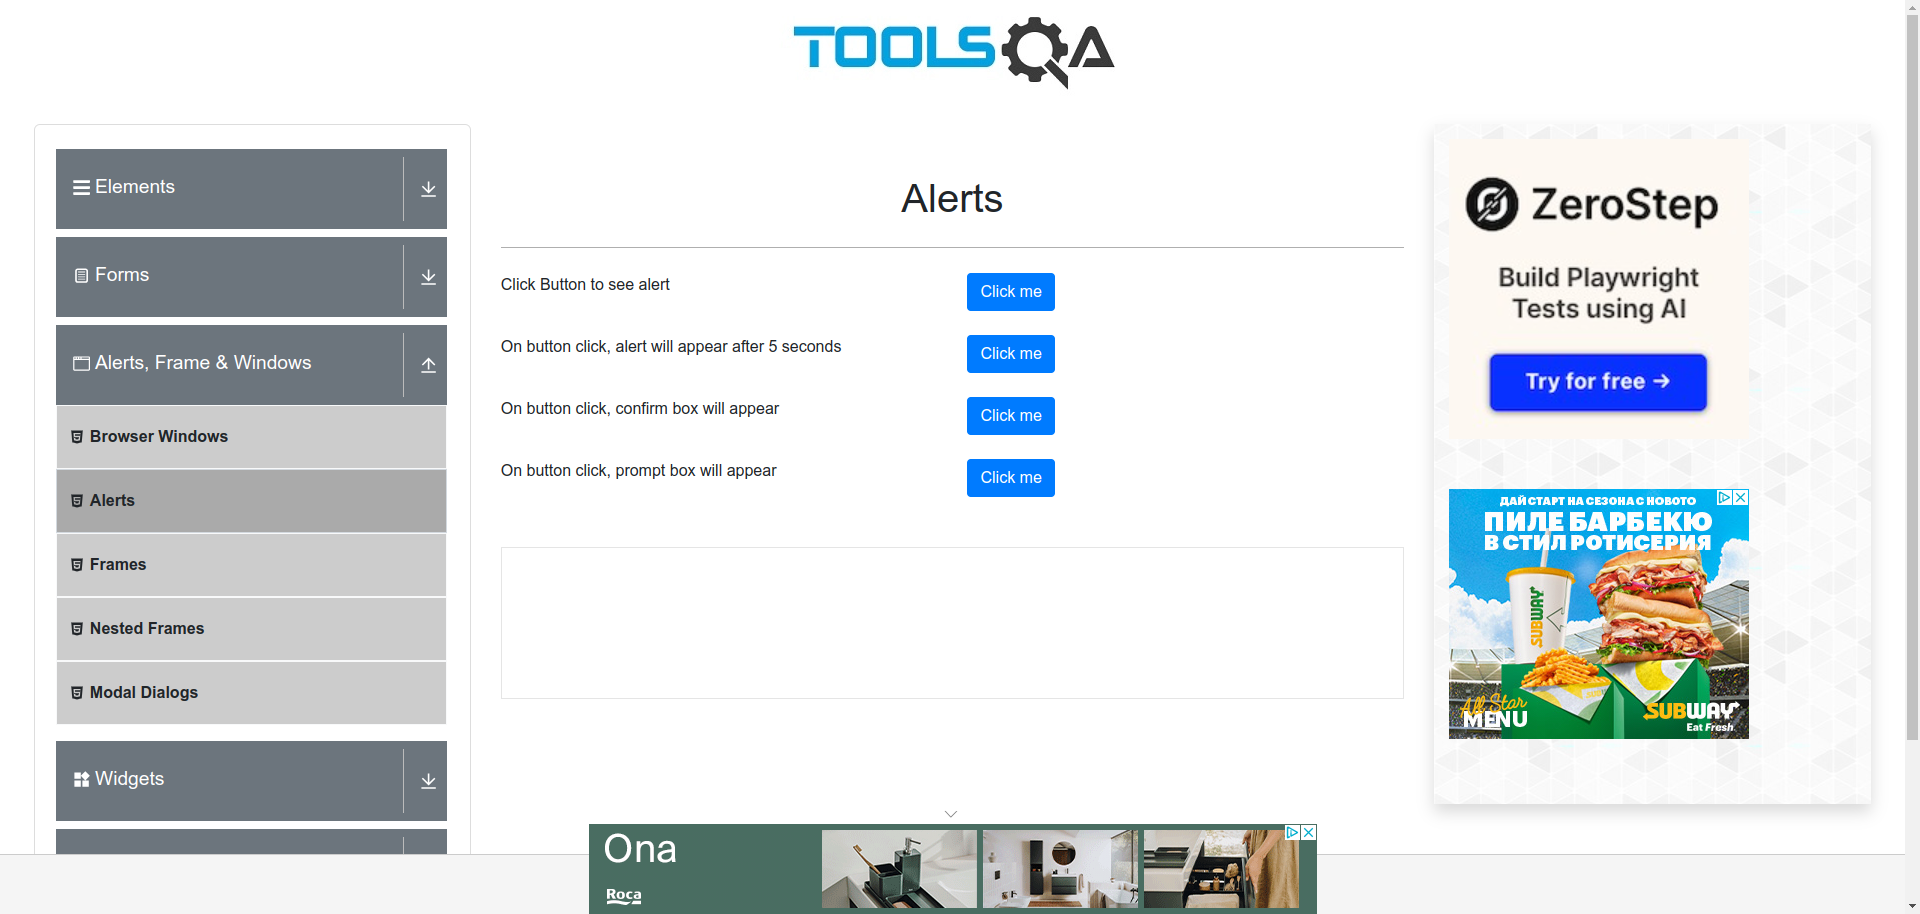 TOOLSQA
Elements
Forms
Alerts, Frame & Windows
Browser Windows
Alerts
Frames
Nested Frames
Modal Dialogs
Widgets
Alerts
Click Button to see alert
Click me
On button click, alert will appear after 5 seconds
Click me
On button click, confirm box will appear
Click me
On button click, prompt box will appear
Click me
ZeroStep
Build Playwright
Tests using AI
Try for free →
ДАЙ СТАРТ НА СЕЗОНА С НОВОТО
ПИЛЕ БАРБЕКЮ
В СТИЛ РОТИСЕРИЯ
SUBWAY
All Star
MENU
SUBWAY
Eat Fresh.
Ona
Roca